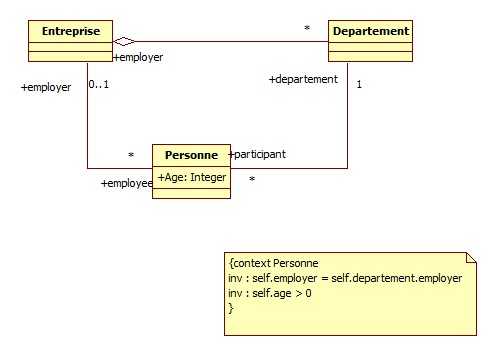 Entreprise
*
Departement
+employer
+employer
0..1
+departement
1
*
Personne
+participant
+employee
+Age: Integer
*
{context Personne
inv : self.employer = self.departement.employer
inv : self.age > 0
}